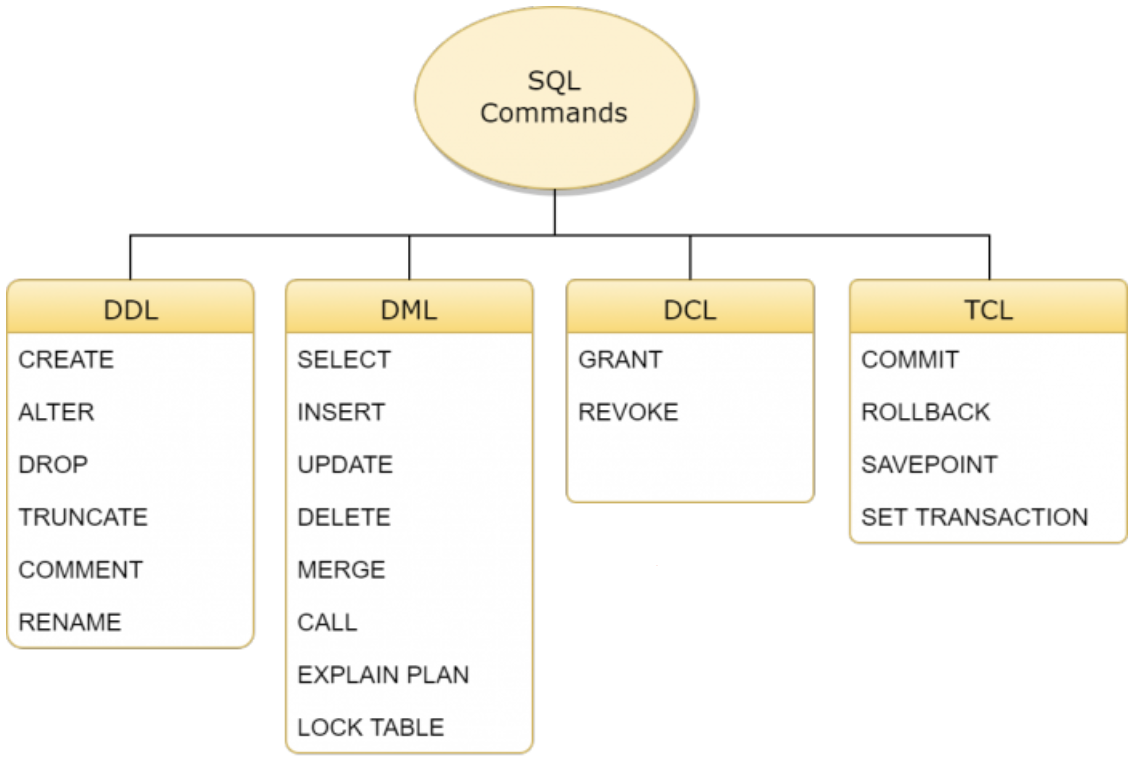 SQL
Commands
DDL
CREATE
ALTER
DROP
TRUNCATE
COMMENT
RENAME
DML
SELECT
INSERT
UPDATE
DELETE
MERGE
CALL
EXPLAIN PLAN
LOCK TABLE
DCL
GRANT
REVOKE
TCL
COMMIT
ROLLBACK
SAVEPOINT
SET TRANSACTION